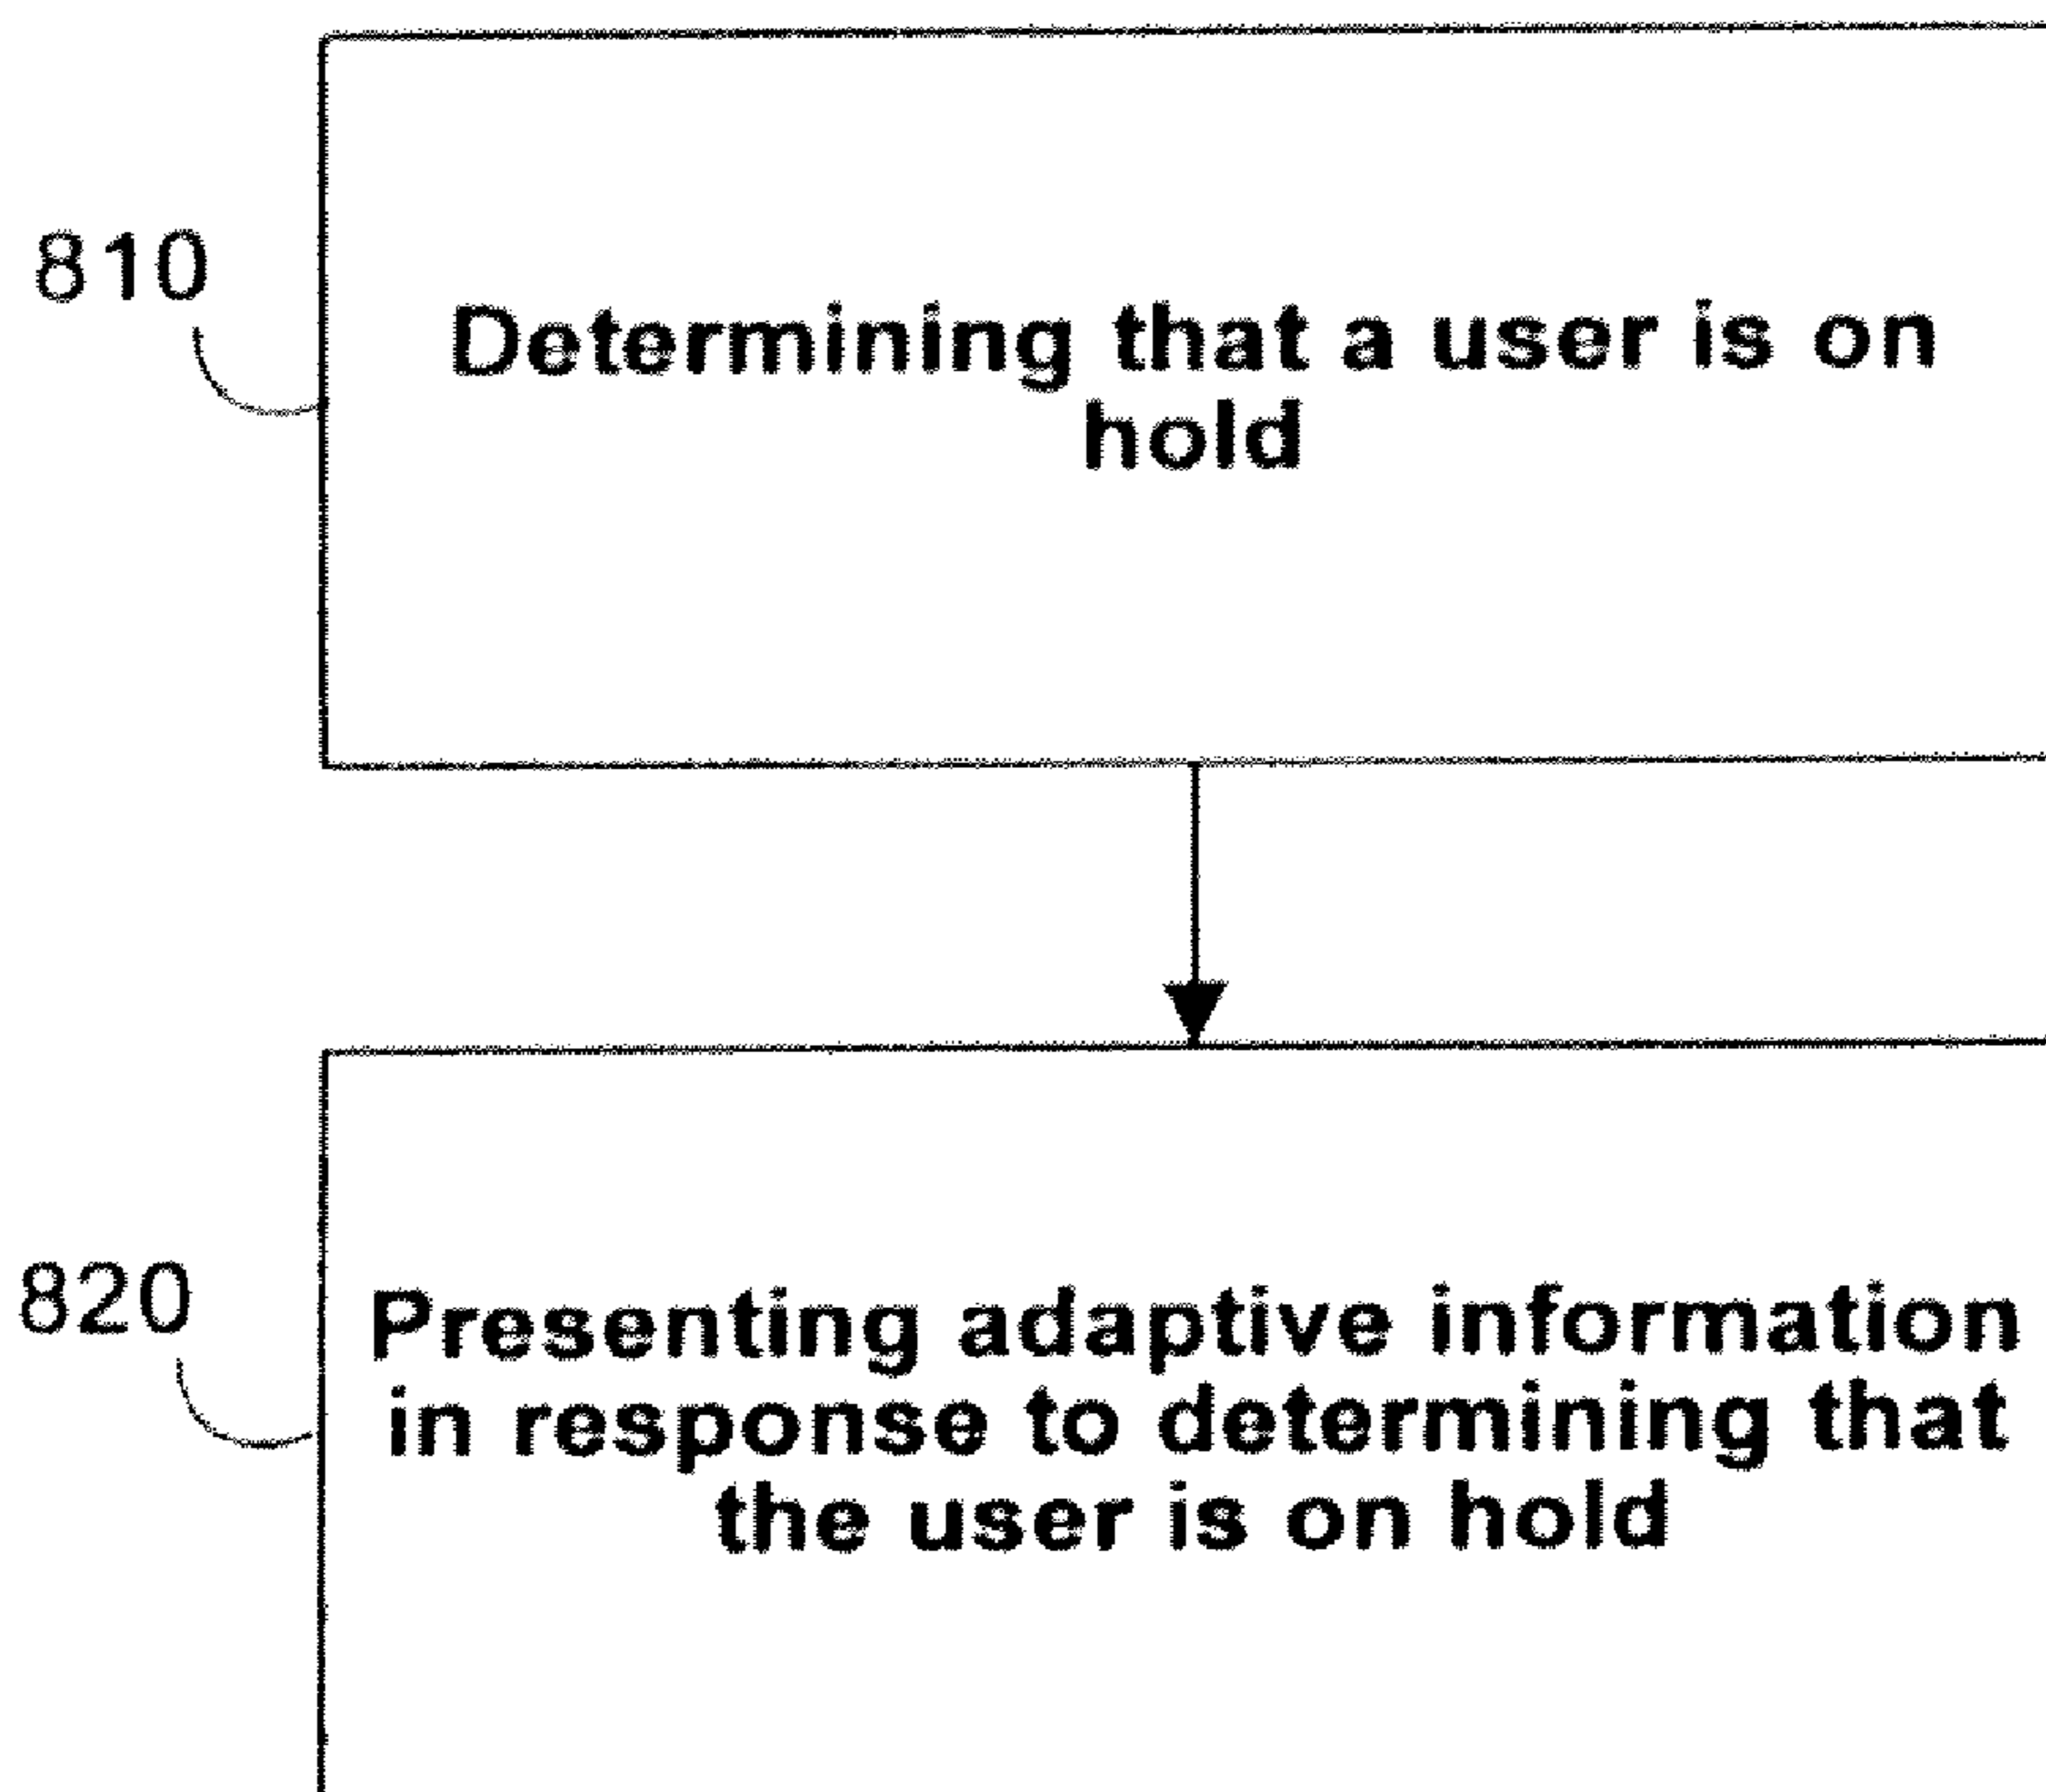 810
Determining that a user is on
hold
820
Presenting adaptive information
in response to determining that
the user is on hold